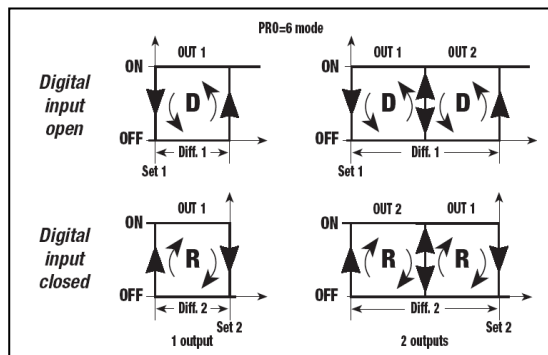 PRO=6 mode
OUT 1
OUT 1 OUT 2
Digital
input
open
ON
OFF
D
Diff. 1
Set 1
ON
OFF
D D
Diff. 1
Set 1
Digital
input
closed
OUT 1
ON
OFF
R
Diff. 2
Set 2
1 output
OUT 2 OUT 1
ON
OFF
R R
Diff. 2
Set 2
2 outputs